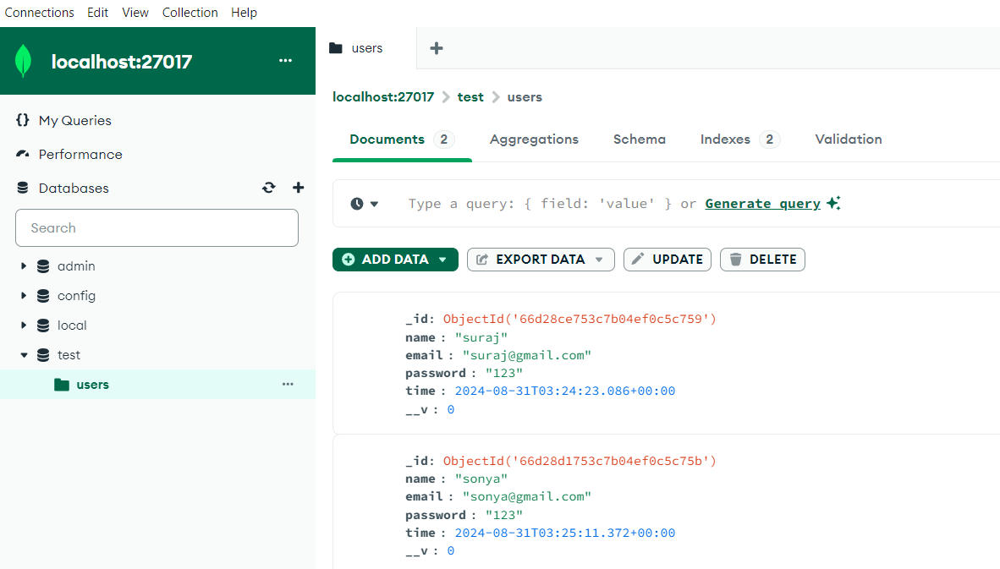 Connections Edit View Collection Help
localhost:27017 ...
My Queries
Performance
Databases
Search
admin
config
local
test
users ...
users
localhost:27017 > test > users
Documents 2 Aggregations Schema Indexes 2 Validation
Type a query: { field: 'value' } or Generate query
ADD DATA EXPORT DATA UPDATE DELETE
_id: ObjectId('66d28ce753c7b04ef0c5c759')
name : "suraj"
email : "suraj@gmail.com"
password : "123"
time : 2024-08-31T03:24:23.086+00:00
__v : 0
_id: ObjectId('66d28d1753c7b04ef0c5c75b')
name : "sonya"
email : "sonya@gmail.com"
password : "123"
time : 2024-08-31T03:25:11.372+00:00
__v : 0